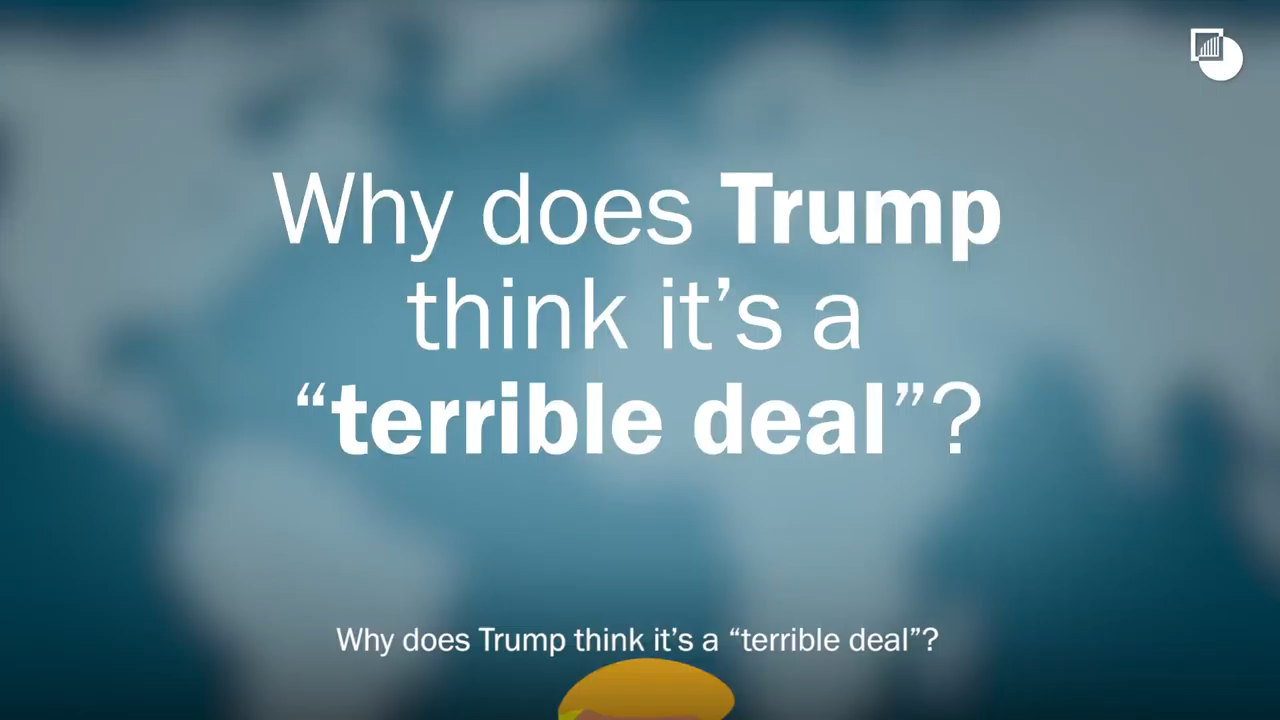 Why does Trump
think it’s a
“terrible deal”?
Why does Trump think it’s a “terrible deal”?